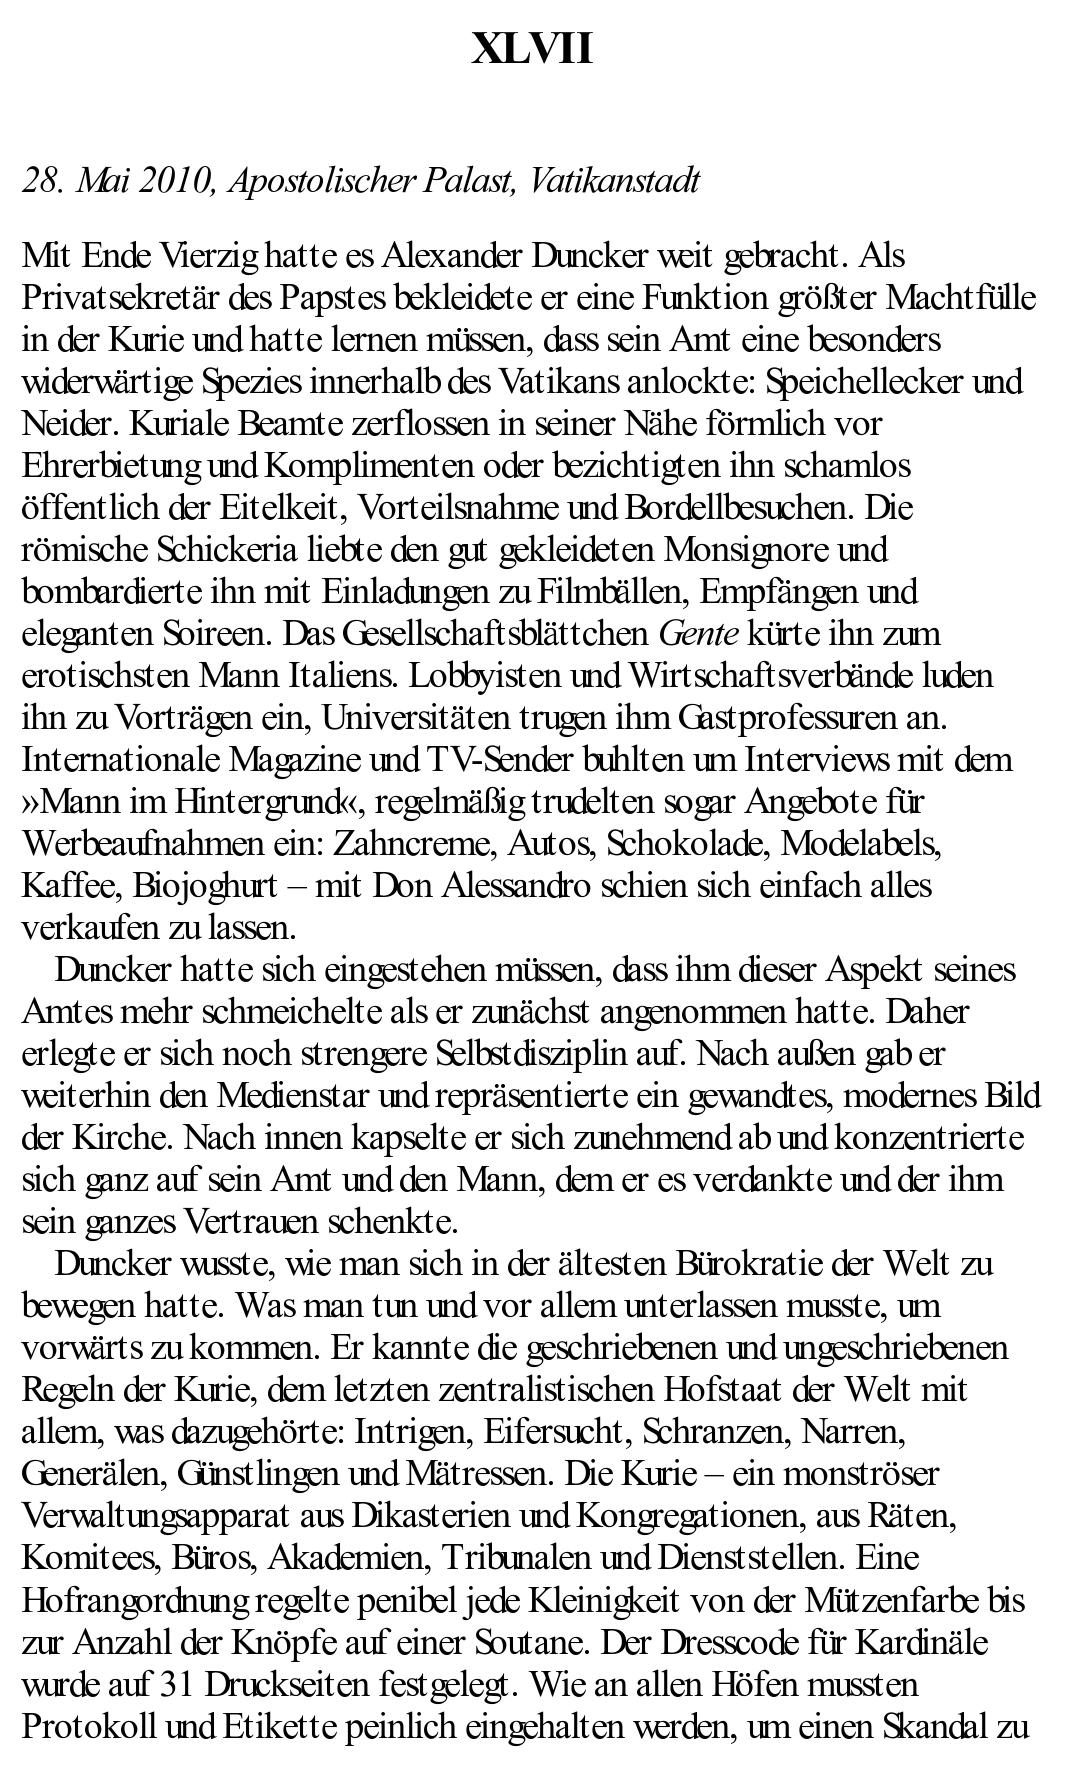 XLVII
28. Mai 2010, Apostolischer Palast, Vatikanstadt
Mit Ende Vierzig hatte es Alexander Duncker weit gebracht. Als
Privatsekretär des Papstes bekleidete er eine Funktion größter Machtfülle
in der Kurie und hatte lernen müssen, dass sein Amt eine besonders
widerwärtige Spezies innerhalb des Vatikans anlockte: Speichellecker und
Neider. Kuriale Beamte zerflossen in seiner Nähe förmlich vor
Ehrerbietung und Komplimenten oder bezichtigten ihn schamlos
öffentlich der Eitelkeit, Vorteilsnahme und Bordellbesuchen. Die
römische Schickeria liebte den gut gekleideten Monsignore und
bombardierte ihn mit Einladungen zu Filmbällen, Empfängen und
eleganten Soireen. Das Gesellschaftsblättchen Gente kürte ihn zum
erotischsten Mann Italiens. Lobbyisten und Wirtschaftsverbände luden
ihn zu Vorträgen ein, Universitäten trugen ihm Gastprofessuren an.
Internationale Magazine und TV-Sender buhlten um Interviews mit dem
»Mann im Hintergrund«, regelmäßig trudelten sogar Angebote für
Werbeaufnahmen ein: Zahncreme, Autos, Schokolade, Modelabels,
Kaffee, Biojoghurt – mit Don Alessandro schien sich einfach alles
verkaufen zu lassen.
Duncker hatte sich eingestehen müssen, dass ihm dieser Aspekt seines
Amtes mehr schmeichelte als er zunächst angenommen hatte. Daher
erlegte er sich noch strengere Selbstdisziplin auf. Nach außen gab er
weiterhin den Medienstar und repräsentierte ein gewandtes, modernes Bild
der Kirche. Nach innen kapselte er sich zunehmend ab und konzentrierte
sich ganz auf sein Amt und den Mann, dem er es verdankte und der ihm
sein ganzes Vertrauen schenkte.
Duncker wusste, wie man sich in der ältesten Bürokratie der Welt zu
bewegen hatte. Was man tun und vor allem unterlassen musste, um
vorwärts zu kommen. Er kannte die geschriebenen und ungeschriebenen
Regeln der Kurie, dem letzten zentralistischen Hofstaat der Welt mit
allem, was dazugehörte: Intrigen, Eifersucht, Schranzen, Narren,
Generälen, Günstlingen und Mätressen. Die Kurie – ein monströser
Verwaltungsapparat aus Dikasterien und Kongregationen, aus Räten,
Komitees, Büros, Akademien, Tribunalen und Dienststellen. Eine
Hofrangordnung regelte penibel jede Kleinigkeit von der Mützenfarbe bis
zur Anzahl der Knöpfe auf einer Soutane. Der Dresscode für Kardinäle
wurde auf 31 Druckseiten festgelegt. Wie an allen Höfen mussten
Protokoll und Etikette peinlich eingehalten werden, um einen Skandal zu